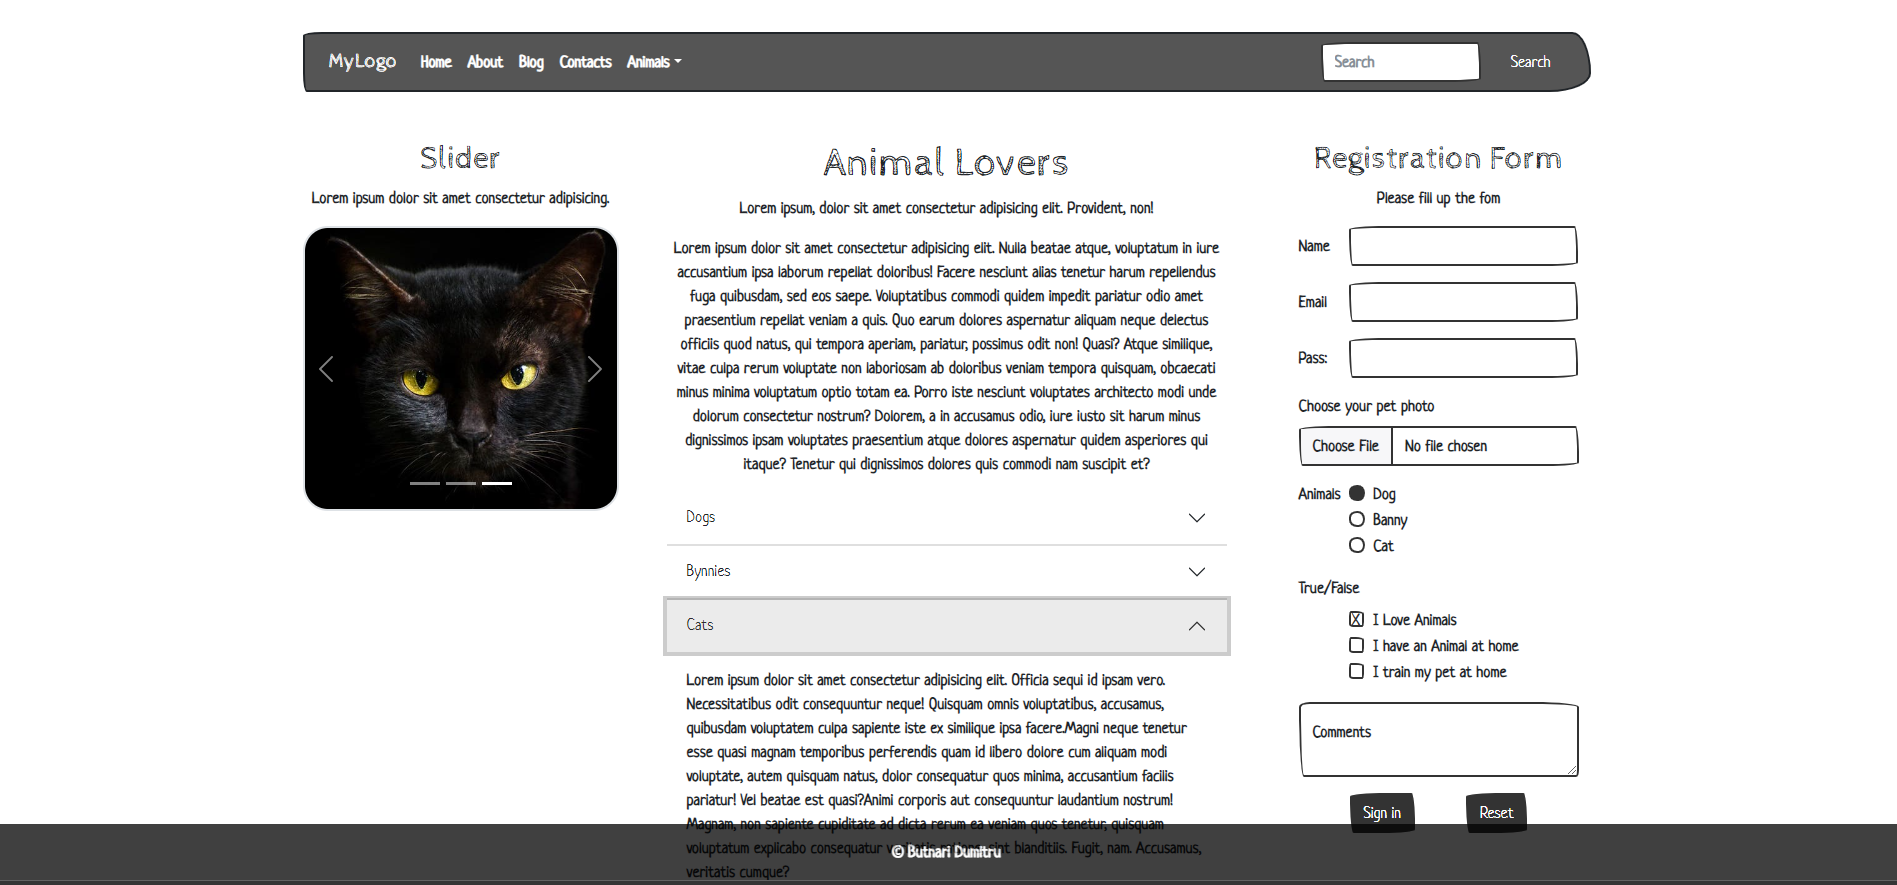 MyLogo Home About Blog Contacts Animals Search Search
Slider
Lorem ipsum dolor sit amet consectetur adipisicing.
Animal Lovers
Lorem ipsum, dolor sit amet consectetur adipisicing elit. Provident, non!
Lorem ipsum dolor sit amet consectetur adipisicing elit. Nulla beatae atque, voluptatum in iure
accusantium ipsa laborum repellat doloribus! Facere nesciunt alias tenetur harum repellendus
fuga quibusdam, sed eos saepe. Voluptatibus commodi quidem impedit pariatur odio amet
praesentium repellat veniam a quis. Quo earum dolores aspernatur aliquam neque delectus
officiis quod natus, qui tempora aperiam, pariatur, possimus odit non! Quasi? Atque similique,
vitae culpa rerum voluptate non laboriosam ab doloribus veniam tempora quisquam, obcaecati
minus minima voluptatum optio totam ea. Porro iste nesciunt voluptates architecto modi unde
dolorum consectetur nostrum? Dolorem, a in accusamus odio, iure iusto sit harum minus
dignissimos ipsam voluptates praesentium atque dolores aspernatur quidem asperiores qui
itaque? Tenetur qui dignissimos dolores quis commodi nam suscipit et?
Dogs
Bynnies
Cats
Lorem ipsum dolor sit amet consectetur adipisicing elit. Officia sequi id ipsam vero.
Necessitatibus odit consequuntur neque! Quisquam omnis voluptatibus, accusamus,
quibusdam voluptatem culpa sapiente iste ex similique ipsa facere.Magni neque tenetur
esse quasi magnam temporibus perferendis quam id libero dolore cum aliquam modi
voluptate, autem quisquam natus, dolor consequatur quos minima, accusantium facilis
pariatur! Vel beatae est quasi?Animi corporis aut consequuntur laudantium nostrum!
Magnam, non sapiente cupiditate ad dicta rerum ea veniam quos tenetur, quisquam
voluptatum explicabo consequatur sint blanditiis. Fugit, nam. Accusamus,
veritatis cumque?
Registration Form
Please fill up the fom
Name
Email
Pass:
Choose your pet photo
Choose File No file chosen
Animals Dog
Banny
Cat
True/False
I Love Animals
I have an Animal at home
I train my pet at home
Comments
Sign in Reset
© Butnari Dumitru